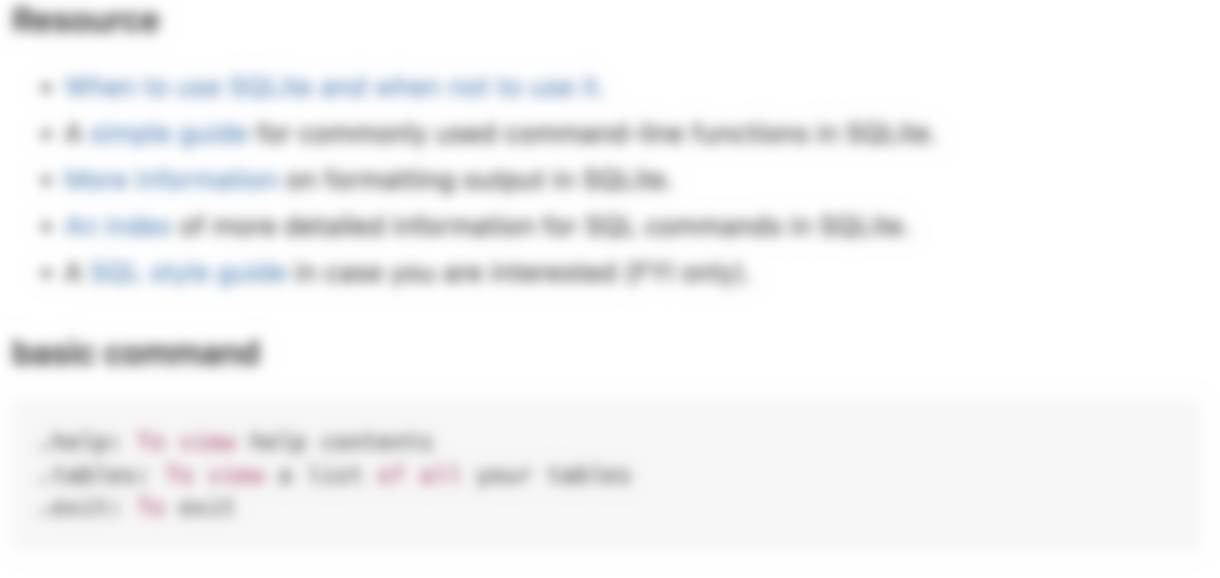 Resource
When to use SQLite and when not to use it.
A simple guide for commonly used command-line functions in SQLite.
More information on formatting output in SQLite.
An index of more detailed information for SQL commands in SQLite.
A SQL style guide in case you are interested (FYI only).
basic command
.help: To view help contents
.tables: To view a list of all your tables
.exit: To exit